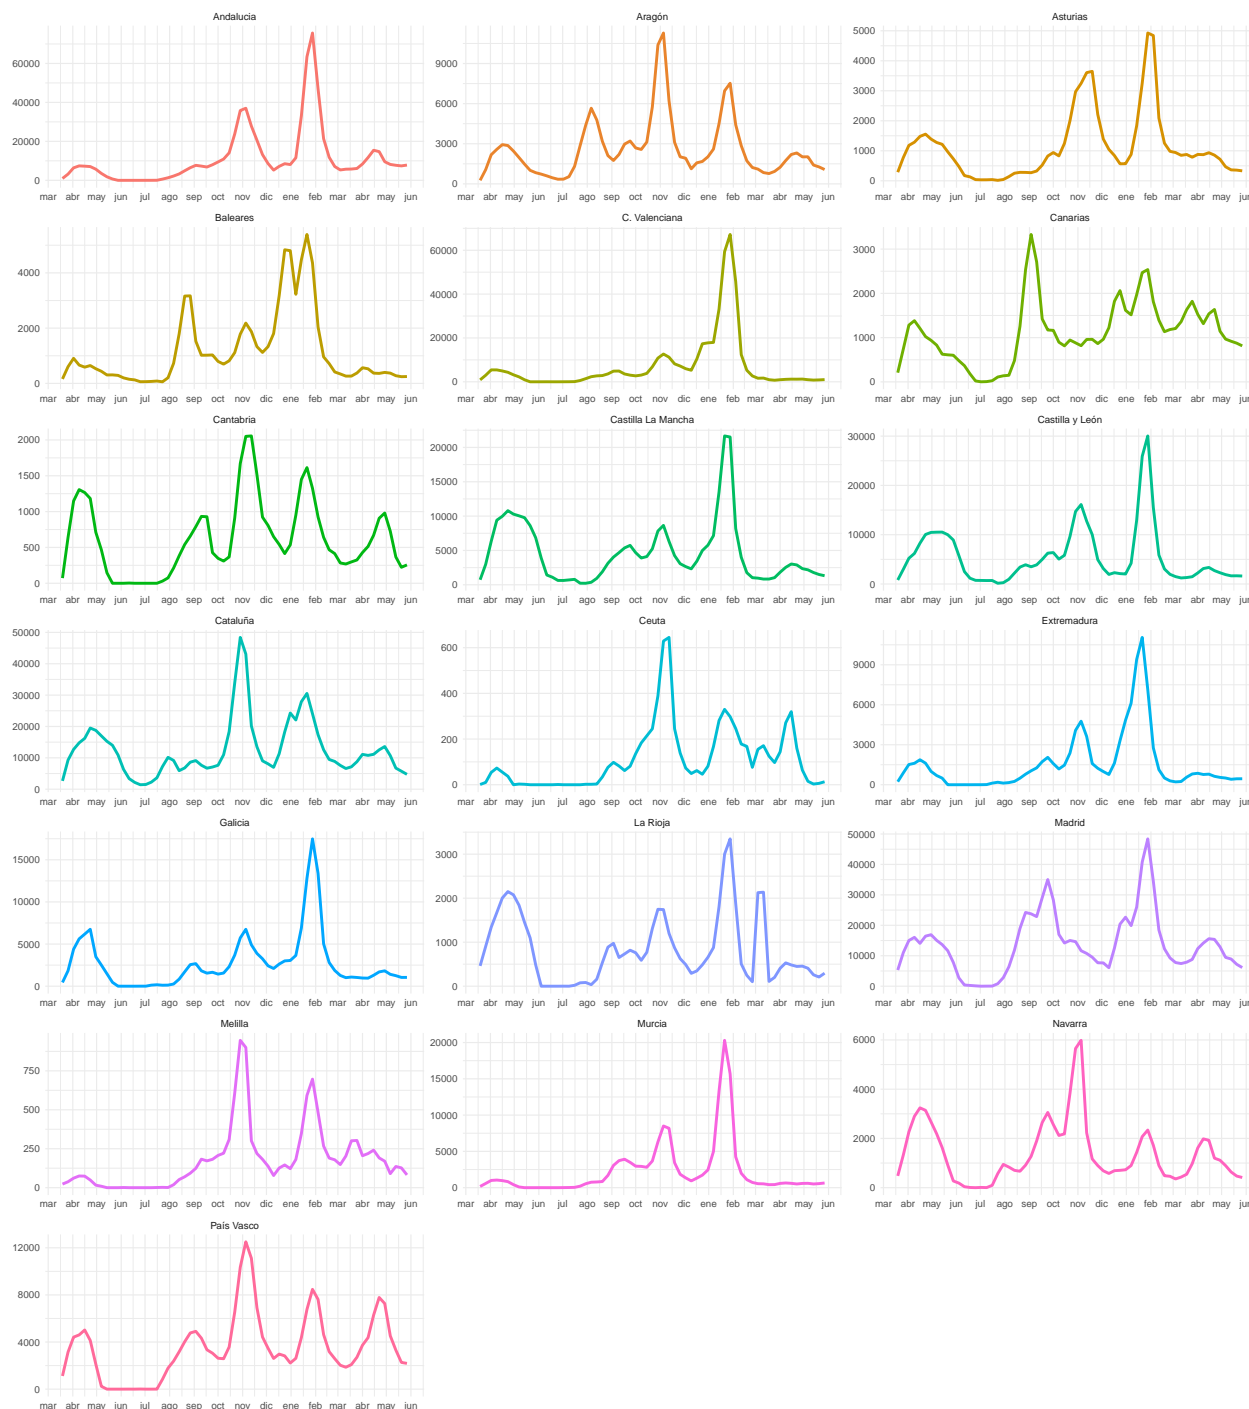 Andalucia
Aragón
Asturias
60000
40000
20000
0
9000
6000
3000
0
5000
4000
3000
2000
1000
0
mar abr may jun jul ago sep oct nov dic ene feb mar abr may jun
mar abr may jun jul ago sep oct nov dic ene feb mar abr may jun
mar abr may jun jul ago sep oct nov dic ene feb mar abr may jun
Baleares
C. Valenciana
Canarias
4000
2000
0
60000
40000
20000
0
3000
2000
1000
0
mar abr may jun jul ago sep oct nov dic ene feb mar abr may jun
mar abr may jun jul ago sep oct nov dic ene feb mar abr may jun
mar abr may jun jul ago sep oct nov dic ene feb mar abr may jun
Cantabria
Castilla La Mancha
Castilla y León
2000
1500
1000
500
0
20000
15000
10000
5000
0
30000
20000
10000
0
mar abr may jun jul ago sep oct nov dic ene feb mar abr may jun
mar abr may jun jul ago sep oct nov dic ene feb mar abr may jun
mar abr may jun jul ago sep oct nov dic ene feb mar abr may jun
Cataluña
Ceuta
Extremadura
50000
40000
30000
20000
10000
0
600
400
200
0
9000
6000
3000
0
mar abr may jun jul ago sep oct nov dic ene feb mar abr may jun
mar abr may jun jul ago sep oct nov dic ene feb mar abr may jun
mar abr may jun jul ago sep oct nov dic ene feb mar abr may jun
Galicia
La Rioja
Madrid
15000
10000
5000
0
3000
2000
1000
0
50000
40000
30000
20000
10000
0
mar abr may jun jul ago sep oct nov dic ene feb mar abr may jun
mar abr may jun jul ago sep oct nov dic ene feb mar abr may jun
mar abr may jun jul ago sep oct nov dic ene feb mar abr may jun
Melilla
Murcia
Navarra
750
500
250
0
20000
15000
10000
5000
0
6000
4000
2000
0
mar abr may jun jul ago sep oct nov dic ene feb mar abr may jun
mar abr may jun jul ago sep oct nov dic ene feb mar abr may jun
mar abr may jun jul ago sep oct nov dic ene feb mar abr may jun
País Vasco
12000
8000
4000
0
mar abr may jun jul ago sep oct nov dic ene feb mar abr may jun